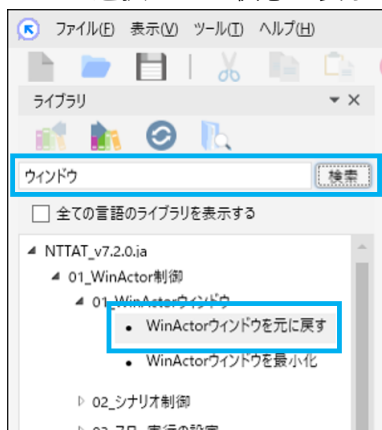 ファイル(F) 表示(V) ツール(T) ヘルプ(H)
ライブラリ
ウィンドウ 検索
全ての言語のライブラリを表示する
NTTAT_v7.2.0.ja
01_WinActor制御
01_WinActorウィンドウ
WinActorウィンドウを元に戻す
WinActorウィンドウを最小化
02_シナリオ制御